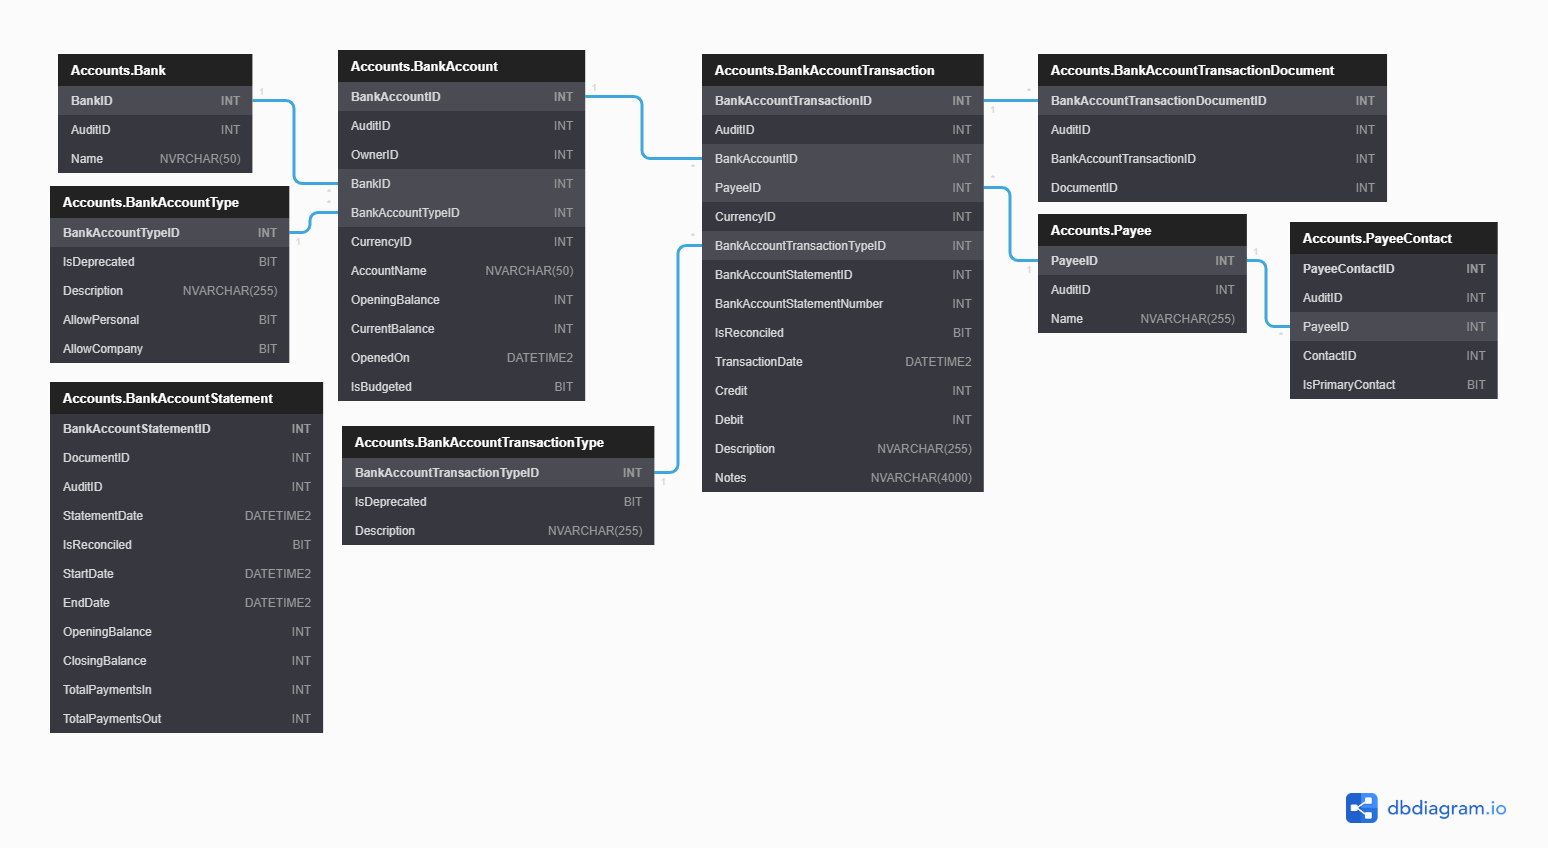 Accounts.Bank
BankID INT
AuditID INT
Name NVRCHAR(50)
Accounts.BankAccountType
BankAccountTypeID INT
IsDeprecated BIT
Description NVARCHAR(255)
AllowPersonal BIT
AllowCompany BIT
Accounts.BankAccountStatement
BankAccountStatementID INT
DocumentID INT
AuditID INT
StatementDate DATETIME2
IsReconciled BIT
StartDate DATETIME2
EndDate DATETIME2
OpeningBalance INT
ClosingBalance INT
TotalPaymentsIn INT
TotalPaymentsOut INT
Accounts.BankAccount
BankAccountID INT
AuditID INT
OwnerID INT
BankID INT
BankAccountTypeID INT
CurrencyID INT
AccountName NVARCHAR(50)
OpeningBalance INT
CurrentBalance INT
OpenedOn DATETIME2
IsBudgeted BIT
Accounts.BankAccountTransactionType
BankAccountTransactionTypeID INT
IsDeprecated BIT
Description NVARCHAR(255)
Accounts.BankAccountTransaction
BankAccountTransactionID INT
AuditID INT
BankAccountID INT
PayeeID INT
CurrencyID INT
BankAccountTransactionTypeID INT
BankAccountStatementID INT
BankAccountStatementNumber INT
IsReconciled BIT
TransactionDate DATETIME2
Credit INT
Debit INT
Description NVARCHAR(255)
Notes NVARCHAR(4000)
Accounts.BankAccountTransactionDocument
BankAccountTransactionDocumentID INT
AuditID INT
BankAccountTransactionID INT
DocumentID INT
Accounts.Payee
PayeeID INT
AuditID INT
Name NVARCHAR(255)
Accounts.PayeeContact
PayeeContactID INT
AuditID INT
PayeeID INT
ContactID INT
IsPrimaryContact BIT
1
*
*
1
1
*
*
1
1
*
*
1
1
*
dbdiagram.io